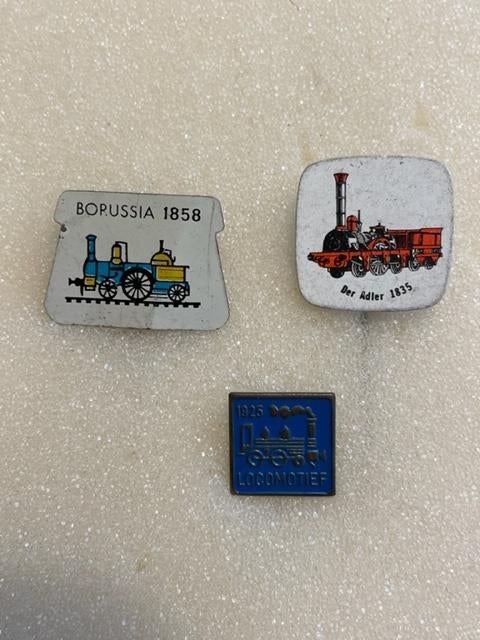 BORUSSIA 1858
Der Adler 1835
1825
LOCOMOTIEF